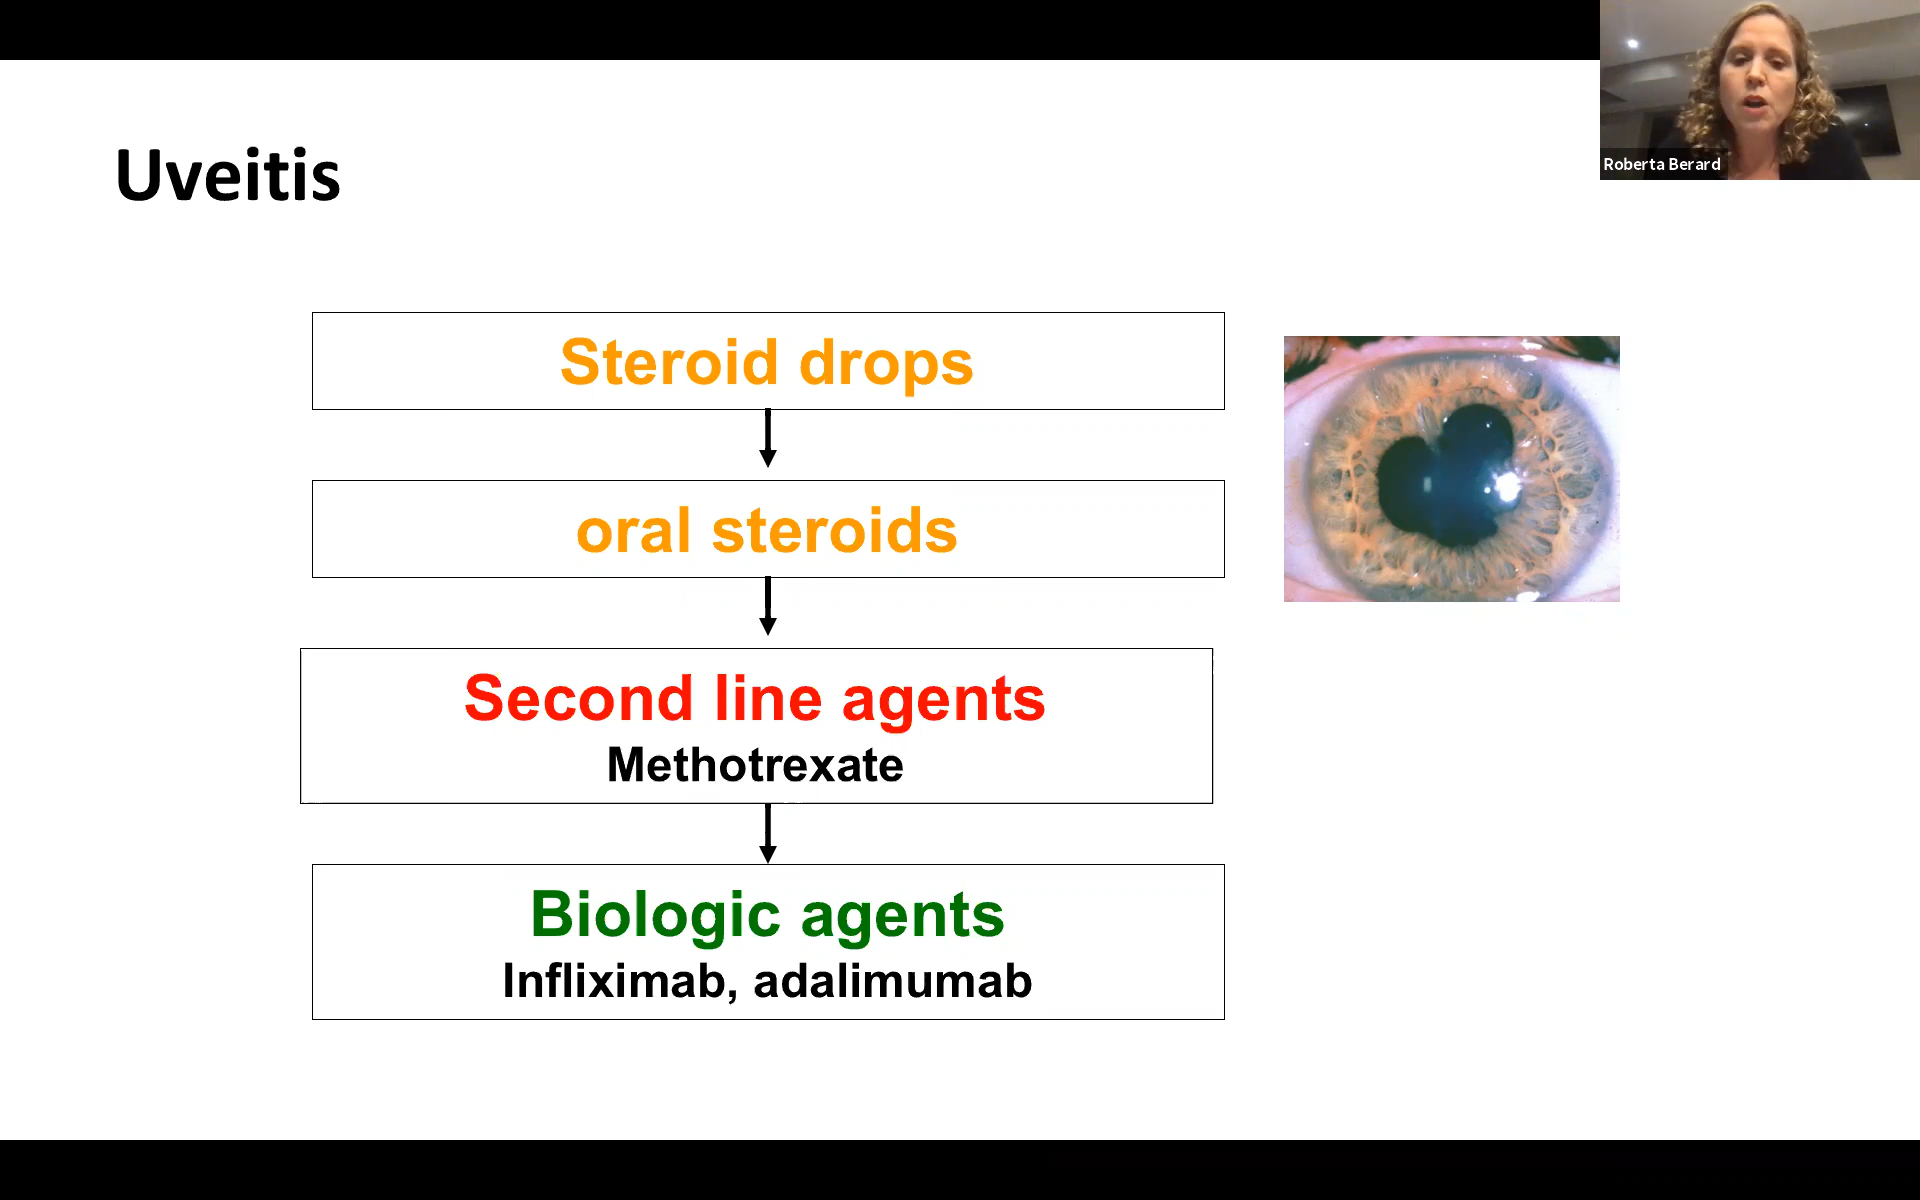 Uveitis
Roberta Berard
Steroid drops
oral steroids
Second line agents
Methotrexate
Biologic agents
Infliximab, adalimumab